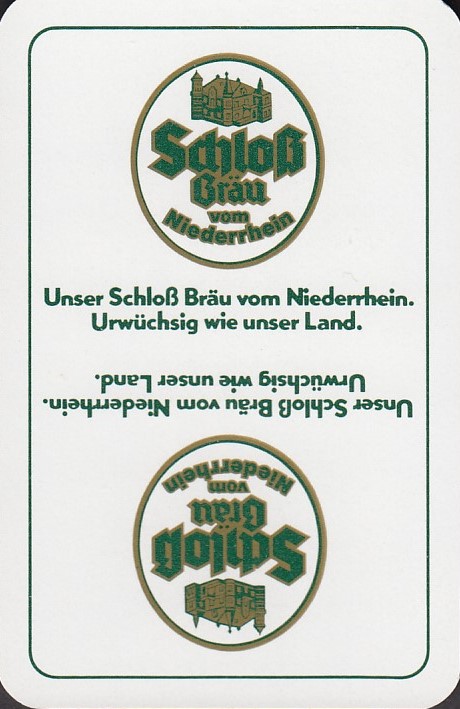 Schloß
Bräu
vom
Niederrhein
Unser Schloß Bräu vom Niederrhein.
Urwüchsig wie unser Land.
Unser Schloß Bräu vom Niederrhein.
Urwüchsig wie unser Land.
Schloß
Bräu
vom
Niederrhein